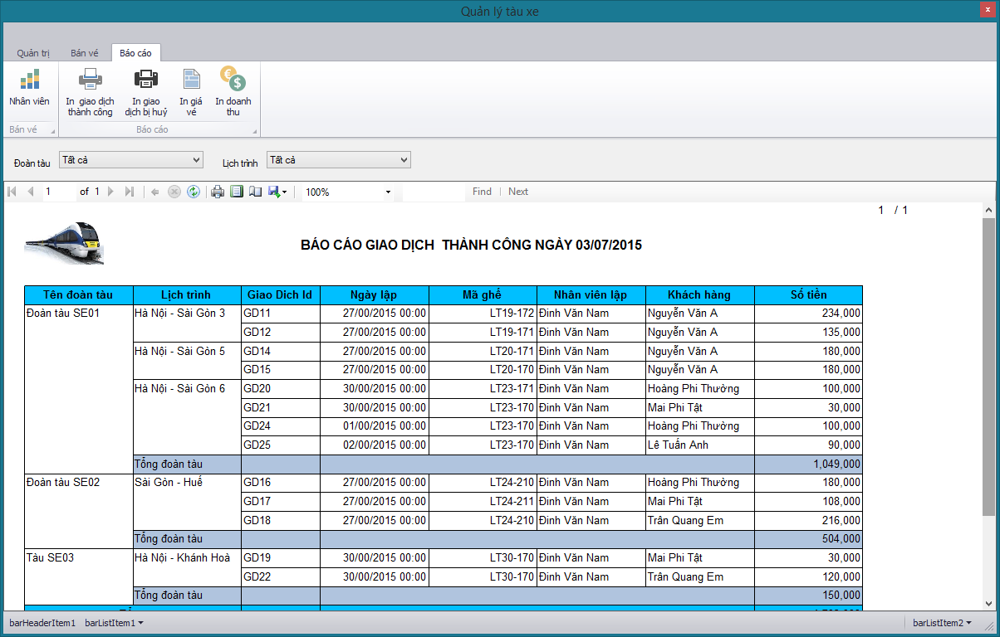 Quản lý tàu xe
x
Quản trị Bán vé Báo cáo
Nhân viên
In giao dịch thành công
In giao dịch bị huỷ
In giá vé
In doanh thu
Bán vé Báo cáo
Đoàn tàu Tất cả Lịch trình Tất cả
1 of 1 100% Find | Next
1 / 1
BÁO CÁO GIAO DỊCH THÀNH CÔNG NGÀY 03/07/2015
Tên đoàn tàu Lịch trình Giao Dich Id Ngày lập Mã ghế Nhân viên lập Khách hàng Số tiền
Đoàn tàu SE01 Hà Nội - Sài Gòn 3 GD11 27/00/2015 00:00 LT19-172 Đinh Văn Nam Nguyễn Văn A 234,000
GD12 27/00/2015 00:00 LT19-171 Đinh Văn Nam Nguyễn Văn A 135,000
Hà Nội - Sài Gòn 5 GD14 27/00/2015 00:00 LT20-171 Đinh Văn Nam Nguyễn Văn A 180,000
GD15 27/00/2015 00:00 LT20-170 Đinh Văn Nam Nguyễn Văn A 180,000
Hà Nội - Sài Gòn 6 GD20 30/00/2015 00:00 LT23-171 Đinh Văn Nam Hoàng Phi Thường 100,000
GD21 30/00/2015 00:00 LT23-170 Đinh Văn Nam Mai Phi Tật 30,000
GD24 01/00/2015 00:00 LT23-170 Đinh Văn Nam Hoàng Phi Thường 100,000
GD25 02/00/2015 00:00 LT23-170 Đinh Văn Nam Lê Tuấn Anh 90,000
Tổng đoàn tàu 1,049,000
Đoàn tàu SE02 Sài Gòn - Huế GD16 27/00/2015 00:00 LT24-210 Đinh Văn Nam Hoàng Phi Thường 180,000
GD17 27/00/2015 00:00 LT24-211 Đinh Văn Nam Mai Phi Tật 108,000
GD18 27/00/2015 00:00 LT24-210 Đinh Văn Nam Trân Quang Em 216,000
Tổng đoàn tàu 504,000
Tàu SE03 Hà Nội - Khánh Hoà GD19 30/00/2015 00:00 LT30-170 Đinh Văn Nam Mai Phi Tật 30,000
GD22 30/00/2015 00:00 LT30-170 Đinh Văn Nam Trân Quang Em 120,000
Tổng đoàn tàu 150,000
barHeaderItem1 barListItem1 barListItem2